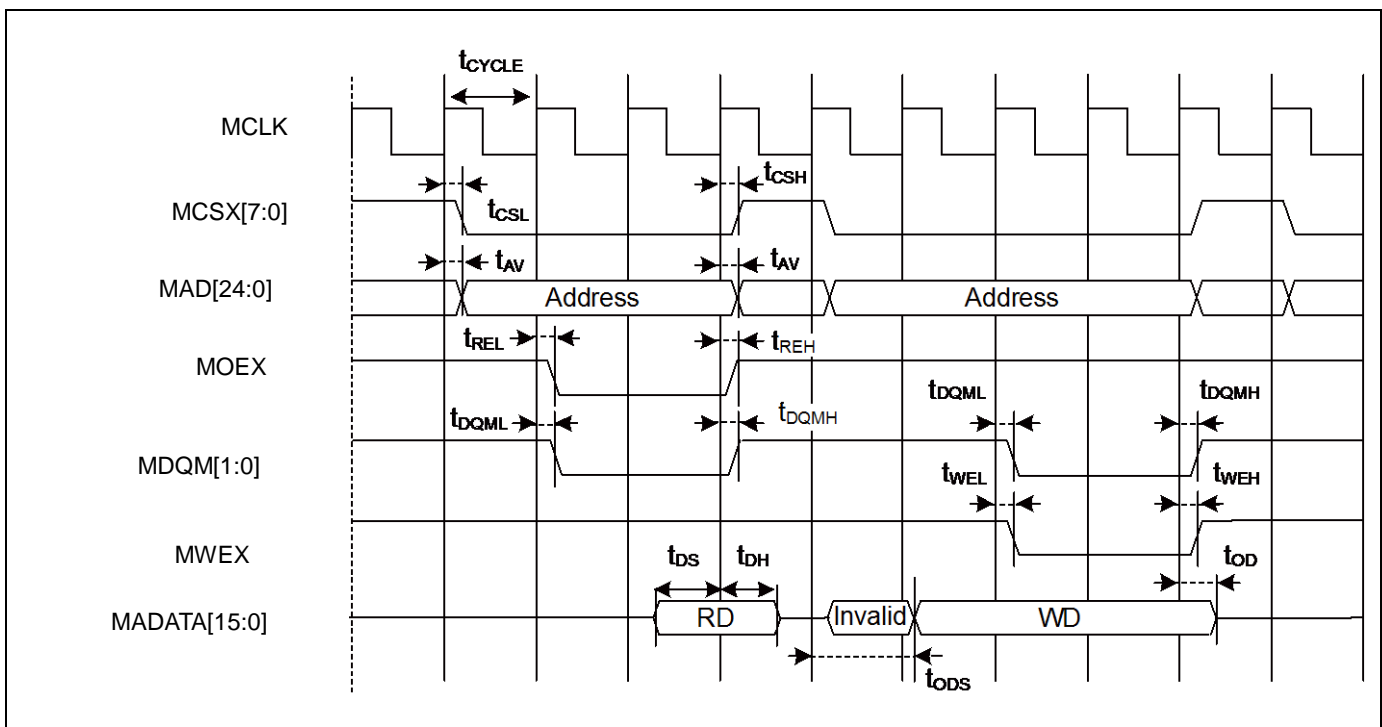 tCYCLE
MCLK
tCSH
MCSX[7:0]
tCSL
tAV
tAV
MAD[24:0]
Address
Address
tREL
tREH
MOEX
tDQML
tDQMH
tDQML
tDQMH
MDQM[1:0]
tWEL
tWEH
MWEX
tDS
tDH
tOD
MADATA[15:0]
RD
Invalid
WD
tODS